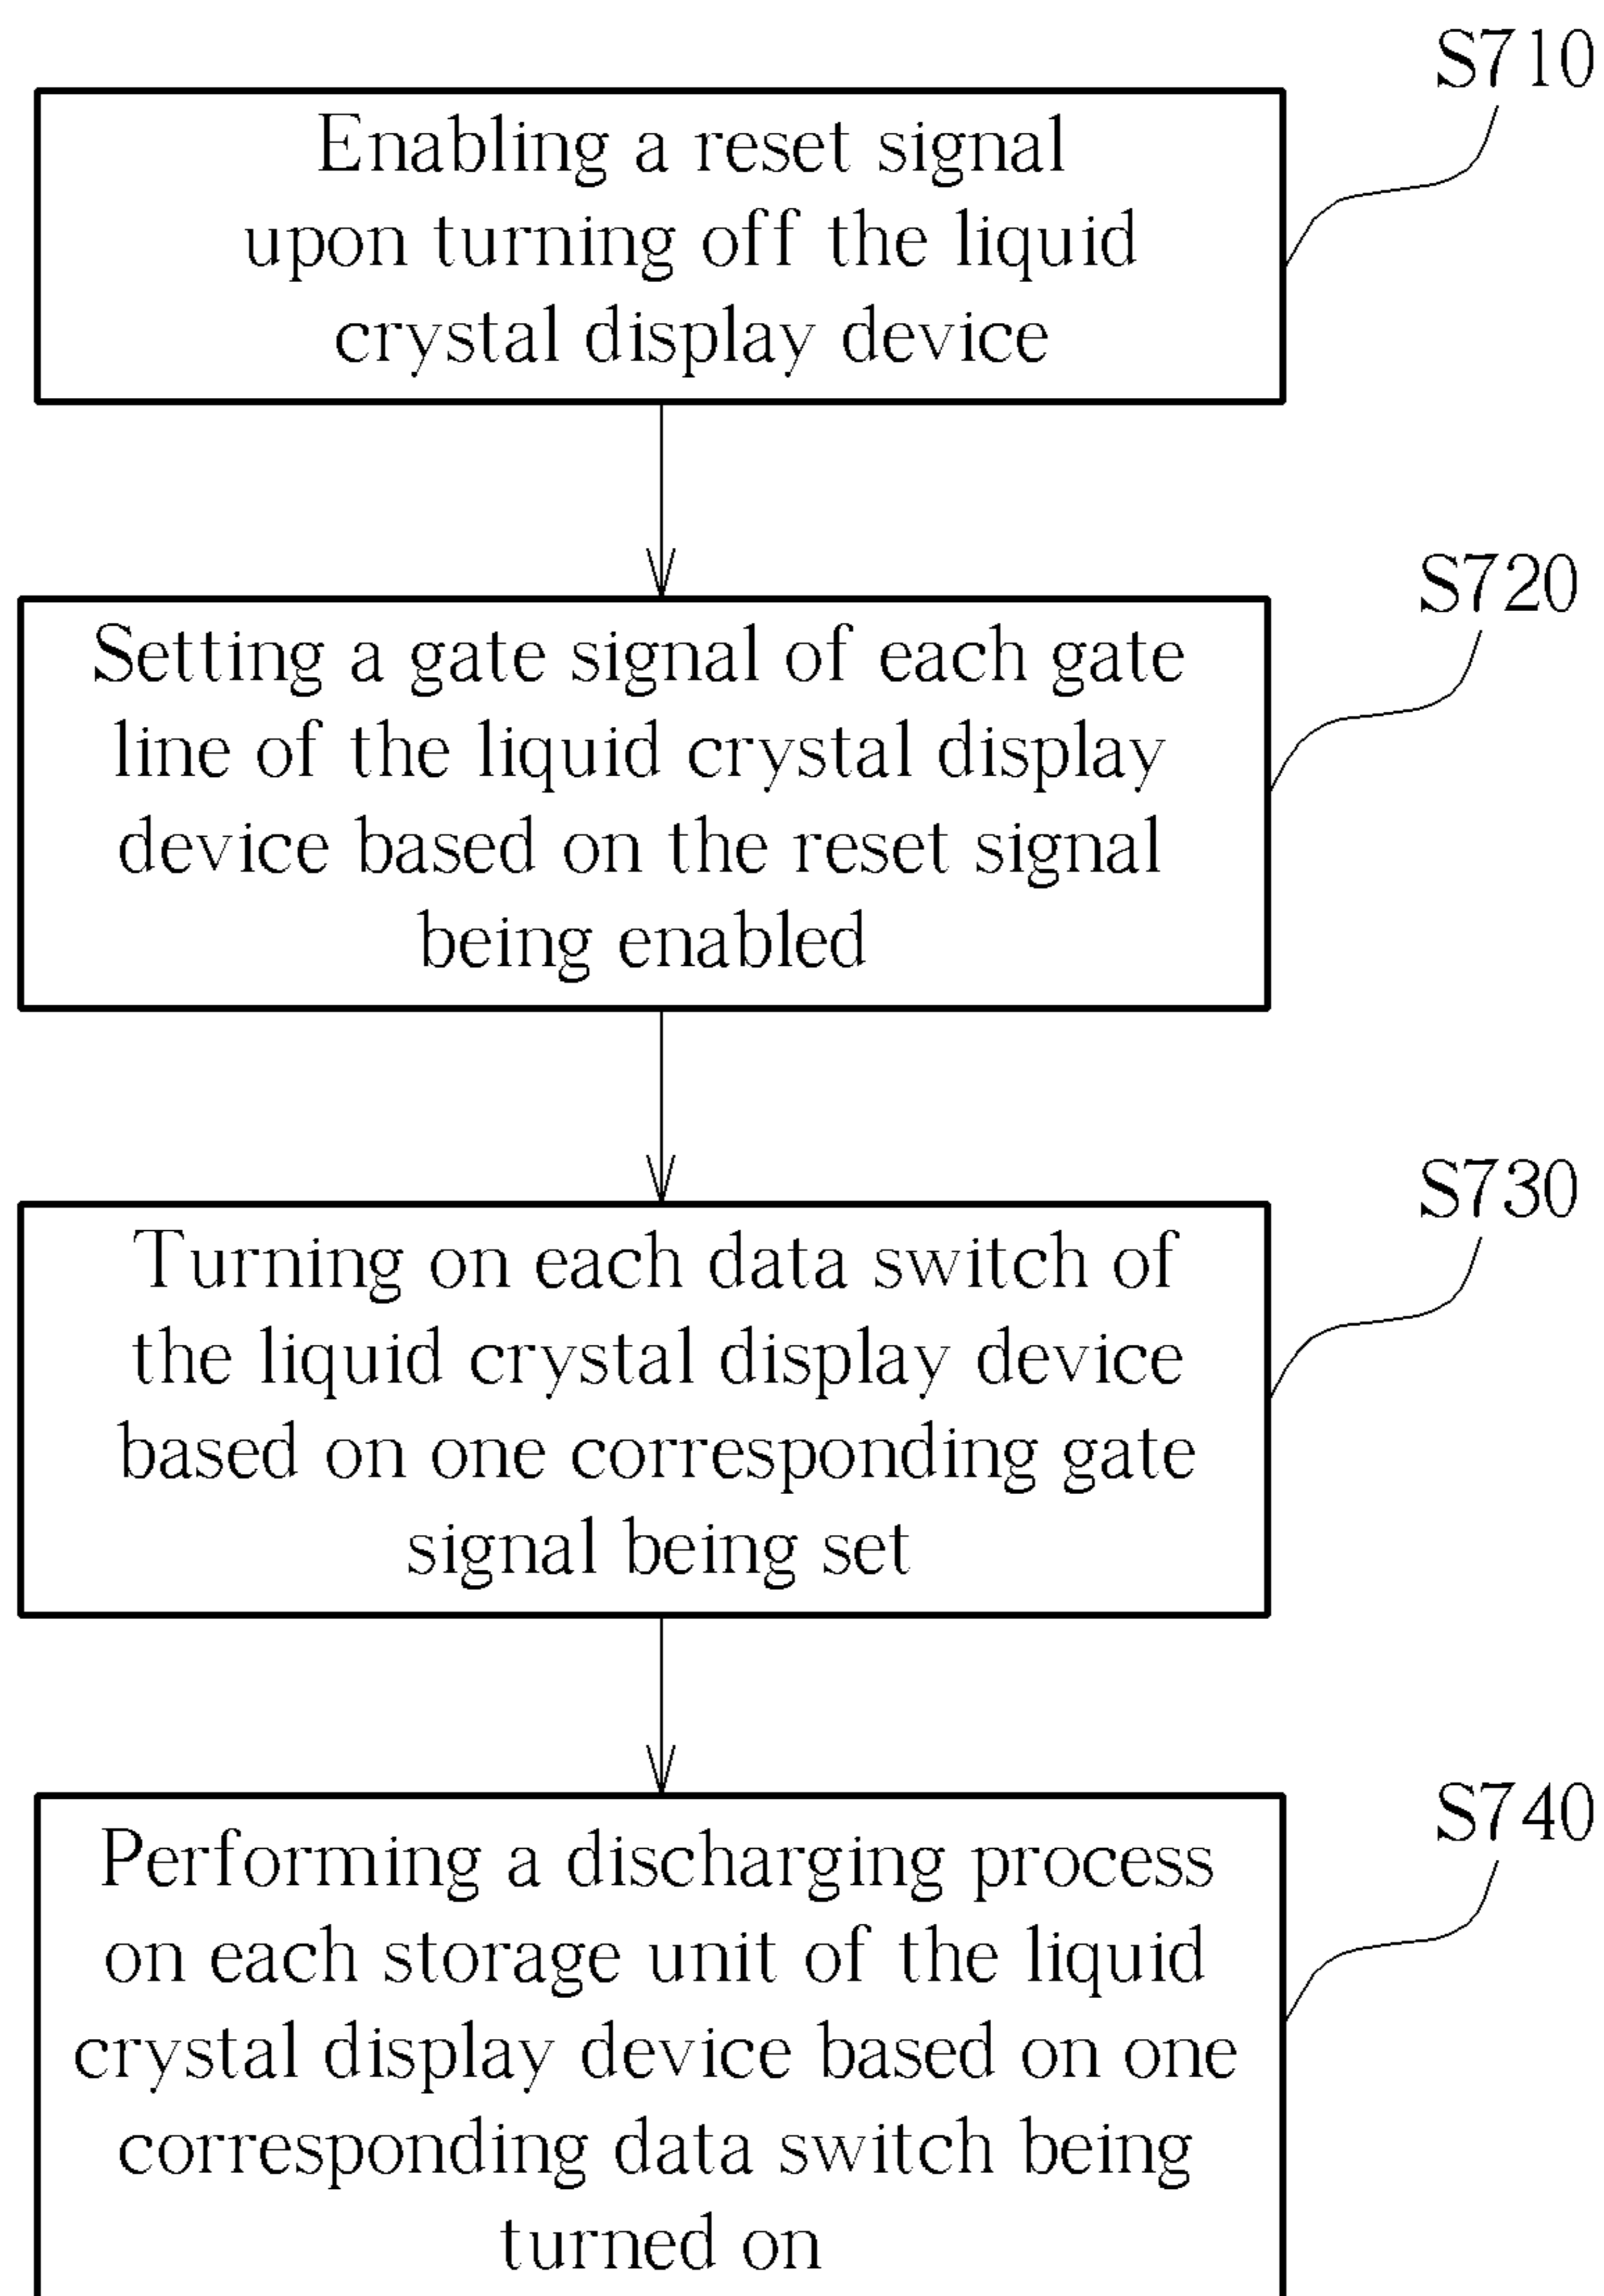 S710
Enabling a reset signal
upon turning off the liquid
crystal display device
S720
Setting a gate signal of each gate
line of the liquid crystal display
device based on the reset signal
being enabled
S730
Turning on each data switch of
the liquid crystal display device
based on one corresponding gate
signal being set
S740
Performing a discharging process
on each storage unit of the liquid
crystal display device based on one
corresponding data switch being
turned on